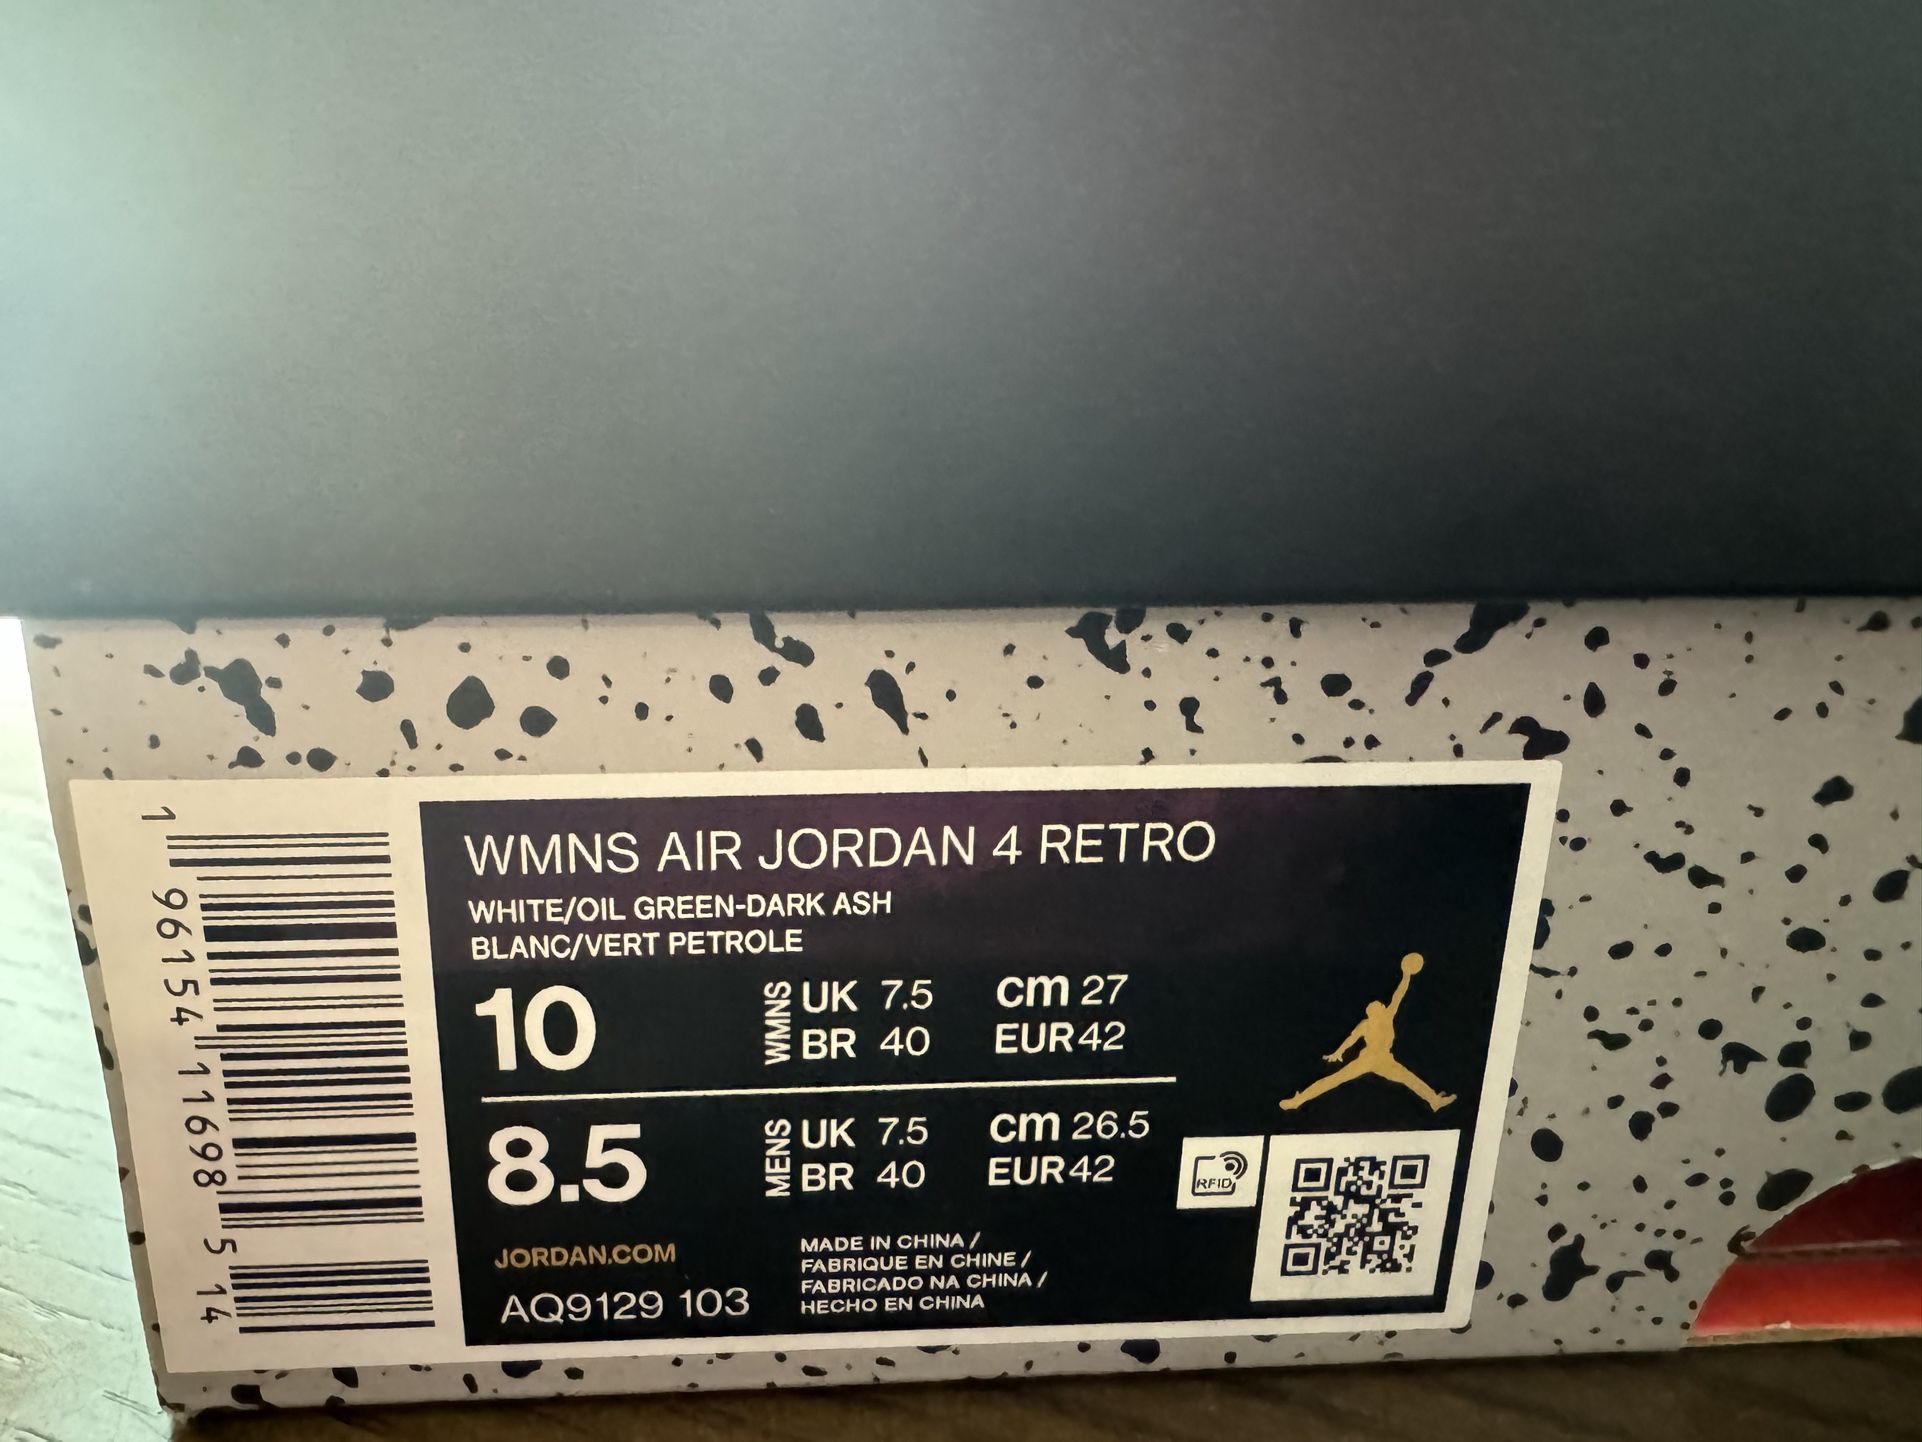 WMNS AIR JORDAN 4 RETRO
WHITE/OIL GREEN-DARK ASH
BLANC/VERT PETROLE
10 WMNS UK 7.5 cm 27
BR 40 EUR 42
8.5 MENS UK 7.5 cm 26.5
BR 40 EUR 42
JORDAN.COM
AQ9129 103
MADE IN CHINA /
FABRIQUE EN CHINE /
FABRICADO NA CHINA /
HECHO EN CHINA
RFID
1 96154 11698 5 14